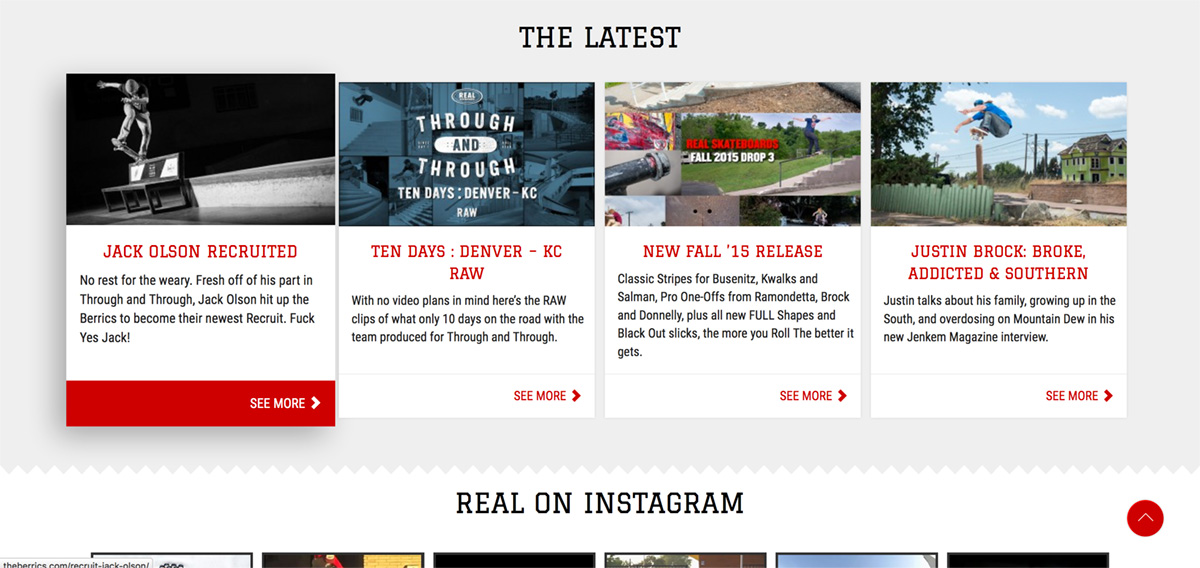 THE LATEST
REAL
THROUGH
AND
THROUGH
TEN DAYS : DENVER – KC
RAW
REAL SKATEBOARDS
FALL 2015 DROP 3
JACK OLSON RECRUITED
No rest for the weary. Fresh off of his part in
Through and Through, Jack Olson hit up the
Berrics to become their newest Recruit. Fuck
Yes Jack!
SEE MORE
TEN DAYS : DENVER – KC
RAW
With no video plans in mind here's the RAW
clips of what only 10 days on the road with the
team produced for Through and Through.
SEE MORE
NEW FALL '15 RELEASE
Classic Stripes for Busenitz, Kwalks and
Salman, Pro One-Offs from Ramondetta, Brock
and Donnelly, plus all new FULL Shapes and
Black Out slicks, the more you Roll The better it
gets.
SEE MORE
JUSTIN BROCK: BROKE,
ADDICTED & SOUTHERN
Justin talks about his family, growing up in the
South, and overdosing on Mountain Dew in his
new Jenkem Magazine interview.
SEE MORE
REAL ON INSTAGRAM
theberrics.com/recruit-jack-olson/